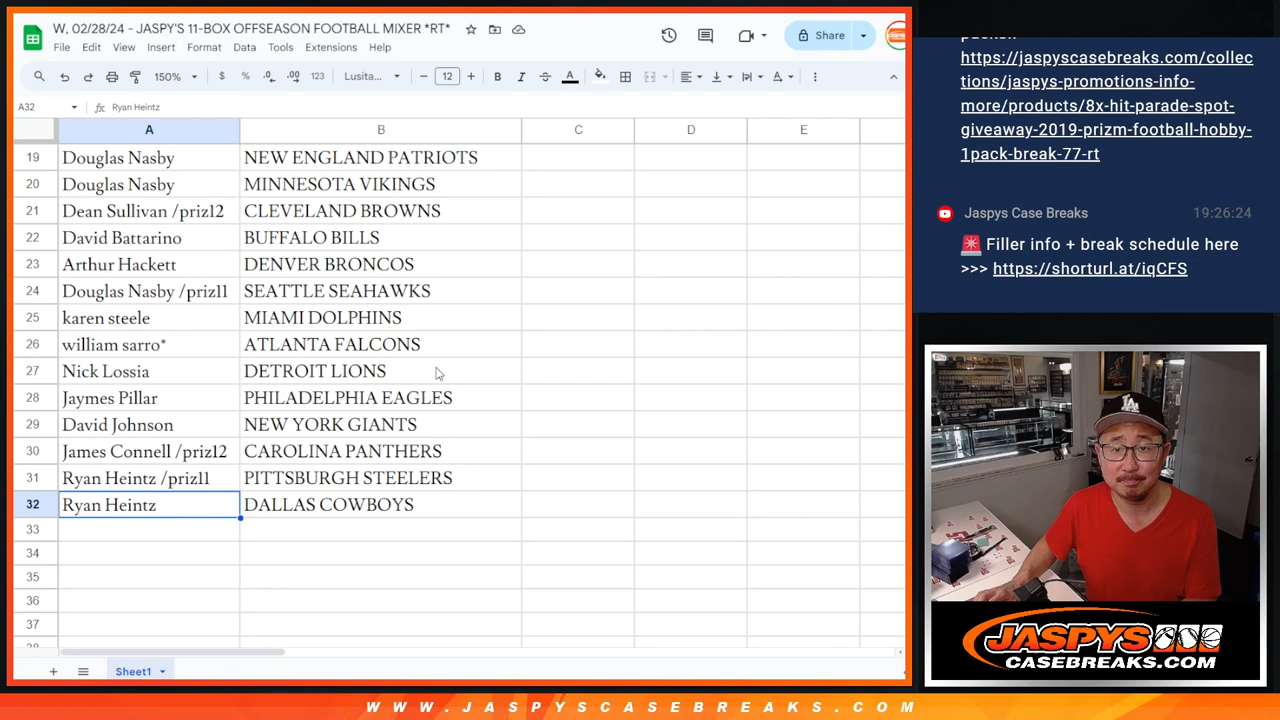 W, 02/28/24 - JASPY'S 11-BOX OFFSEASON FOOTBALL MIXER *RT*
File Edit View Insert Format Data Tools Extensions Help
Share
150% $ % .0 .00 123 Lusita... 12
A32 fx Ryan Heintz
A B C D E
19 Douglas Nasby NEW ENGLAND PATRIOTS
20 Douglas Nasby MINNESOTA VIKINGS
21 Dean Sullivan /priz12 CLEVELAND BROWNS
22 David Battarino BUFFALO BILLS
23 Arthur Hackett DENVER BRONCOS
24 Douglas Nasby /priz11 SEATTLE SEAHAWKS
25 karen steele MIAMI DOLPHINS
26 william sarro* ATLANTA FALCONS
27 Nick Lossia DETROIT LIONS
28 Jaymes Pillar PHILADELPHIA EAGLES
29 David Johnson NEW YORK GIANTS
30 James Connell /priz12 CAROLINA PANTHERS
31 Ryan Heintz /priz11 PITTSBURGH STEELERS
32 Ryan Heintz DALLAS COWBOYS
33
34
35
36
37
Sheet1
https://jaspyscasebreaks.com/collec
tions/jaspys-promotions-info-
more/products/8x-hit-parade-spot-
giveaway-2019-prizm-football-hobby-
1pack-break-77-rt
Jaspys Case Breaks 19:26:24
🚨 Filler info + break schedule here
>>> https://shorturl.at/iqCFS
LA
JASPYS
CASEBREAKS.COM
WWW.JASPYSCASEBREAKS.COM